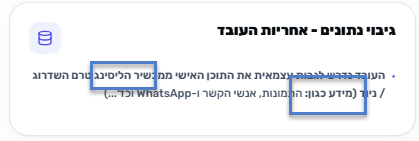 גיבוי נתונים - אחריות העובד
• העובד נדרש לגבות עצמאית את התוכן האישי ממכשיר הליסינג טרם השדרוג
/ ניוד (מידע כגון: התמונות, אנשי הקשר ו-WhatsApp וכד'...)